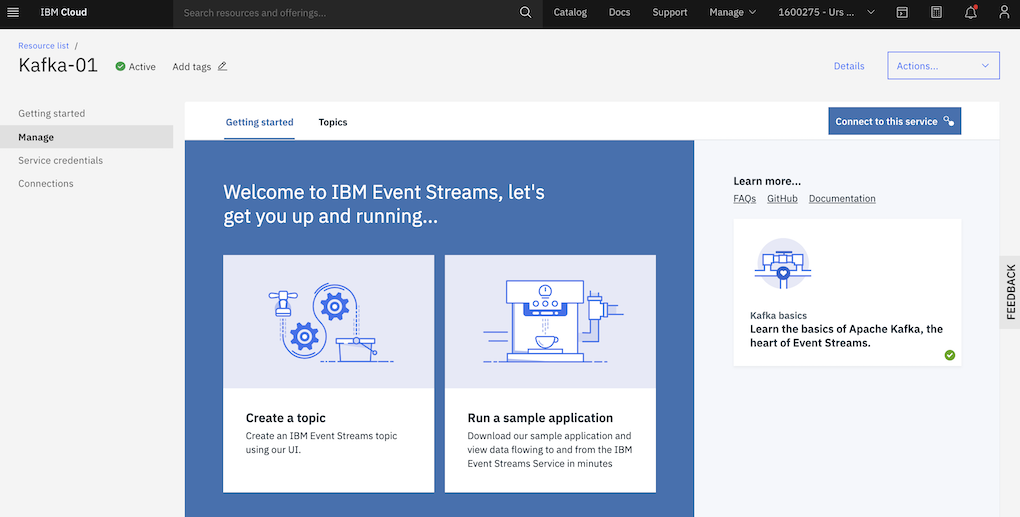 IBM Cloud
Search resources and offerings...
Catalog
Docs
Support
Manage
1600275 - Urs ...
Resource list /
Kafka-01
Active
Add tags
Details
Actions...
Getting started
Manage
Service credentials
Connections
Getting started
Topics
Connect to this service
Welcome to IBM Event Streams, let's
get you up and running...
Create a topic
Create an IBM Event Streams topic
using our UI.
Run a sample application
Download our sample application and
view data flowing to and from the IBM
Event Streams Service in minutes
Learn more...
FAQs
GitHub
Documentation
Kafka basics
Learn the basics of Apache Kafka, the
heart of Event Streams.
FEEDBACK